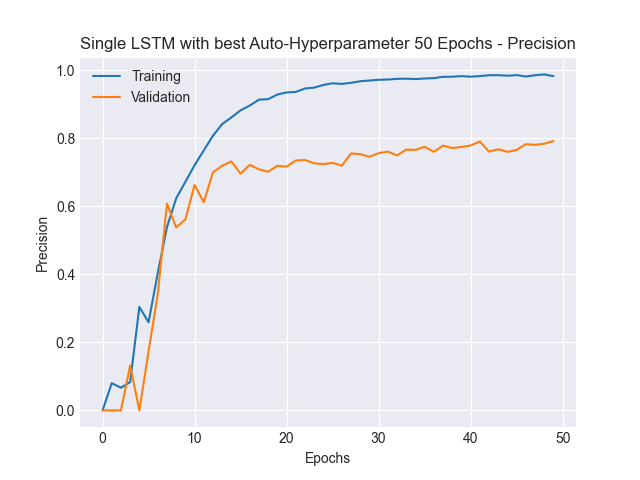 Single LSTM with best Auto-Hyperparameter 50 Epochs - Precision
Training
Validation
1.0
0.8
0.6
0.4
0.2
0.0
Precision
0 10 20 30 40 50
Epochs